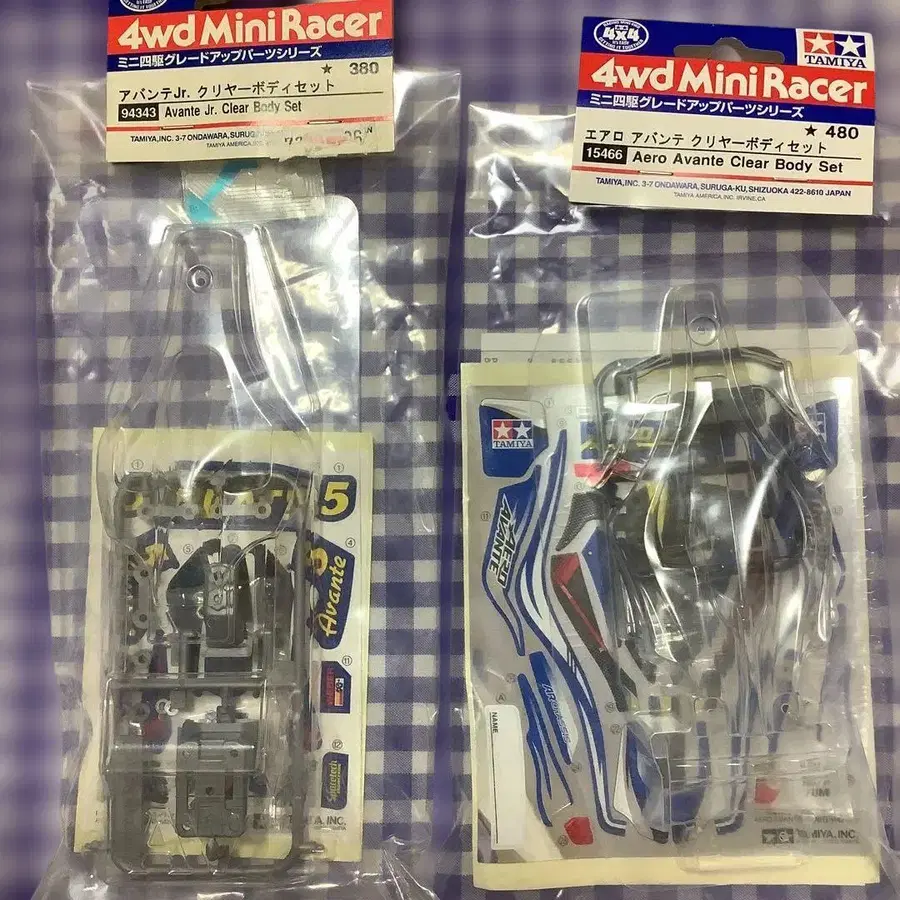 4wd Mini Racer
ミニ四駆グレードアップパーツシリーズ
★ 380
アバンテJr. クリヤーボディセット
94343 Avante Jr. Clear Body Set
TAMIYA, INC. 3-7 ONDAWARA, SURUGA
TAMIYA AMERICA, INC.
4x4
TAMIYA
4wd Mini Racer
ミニ四駆グレードアップパーツシリーズ
★ 480
エアロ アバンテ クリヤーボディセット
15466 Aero Avante Clear Body Set
TAMIYA, INC. 3-7 ONDAWARA, SURUGA-KU, SHIZUOKA 422-8610 JAPAN
TAMIYA AMERICA, INC. IRVINE, CA
5
Avante
Spacetech
TAMIYA
AERO
AVANTE
NAME
TAMIYA, INC.